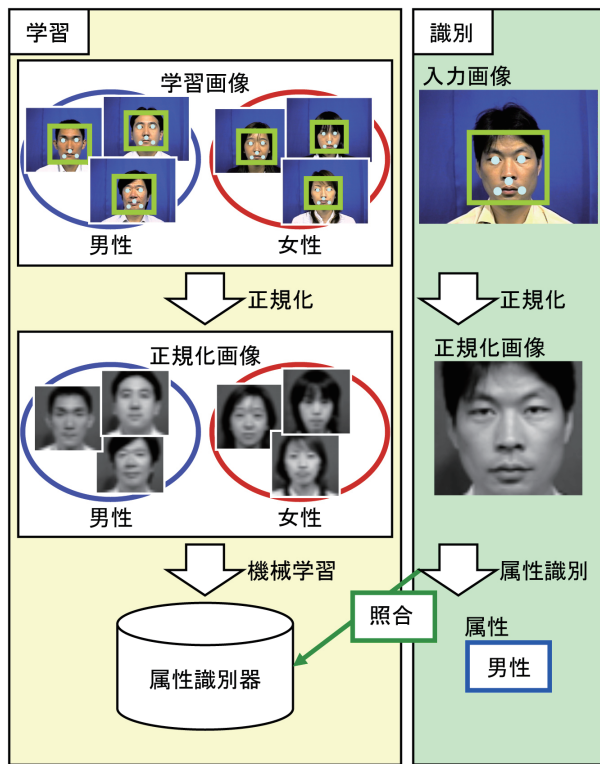 学習
学習画像
男性
女性
正規化
正規化画像
男性
女性
機械学習
属性識別器
照合
識別
入力画像
正規化
正規化画像
属性識別
属性
男性